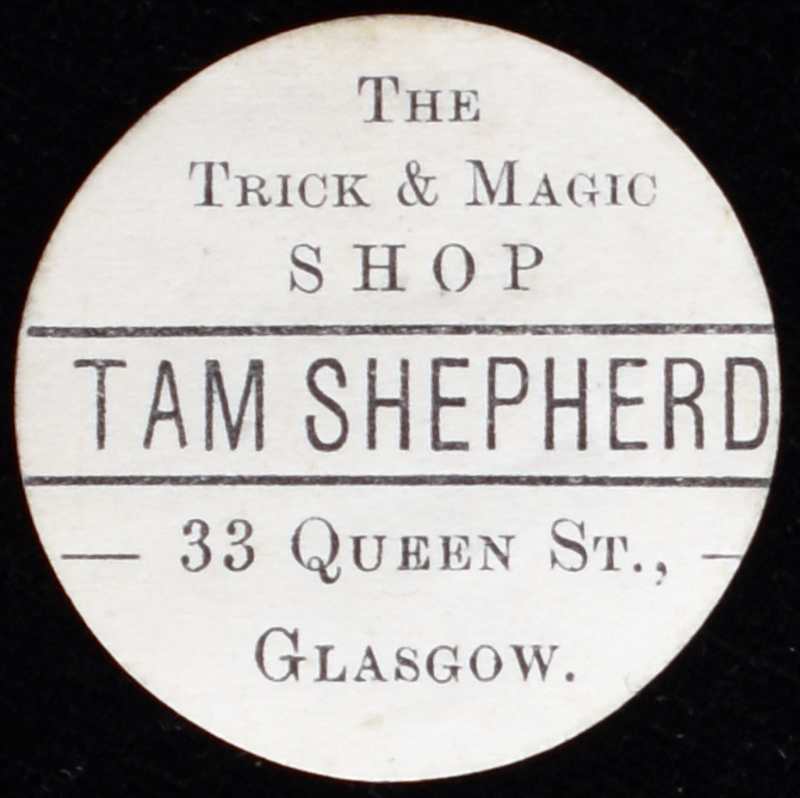 The
Trick & Magic
SHOP
TAM SHEPHERD
— 33 Queen St., —
Glasgow.